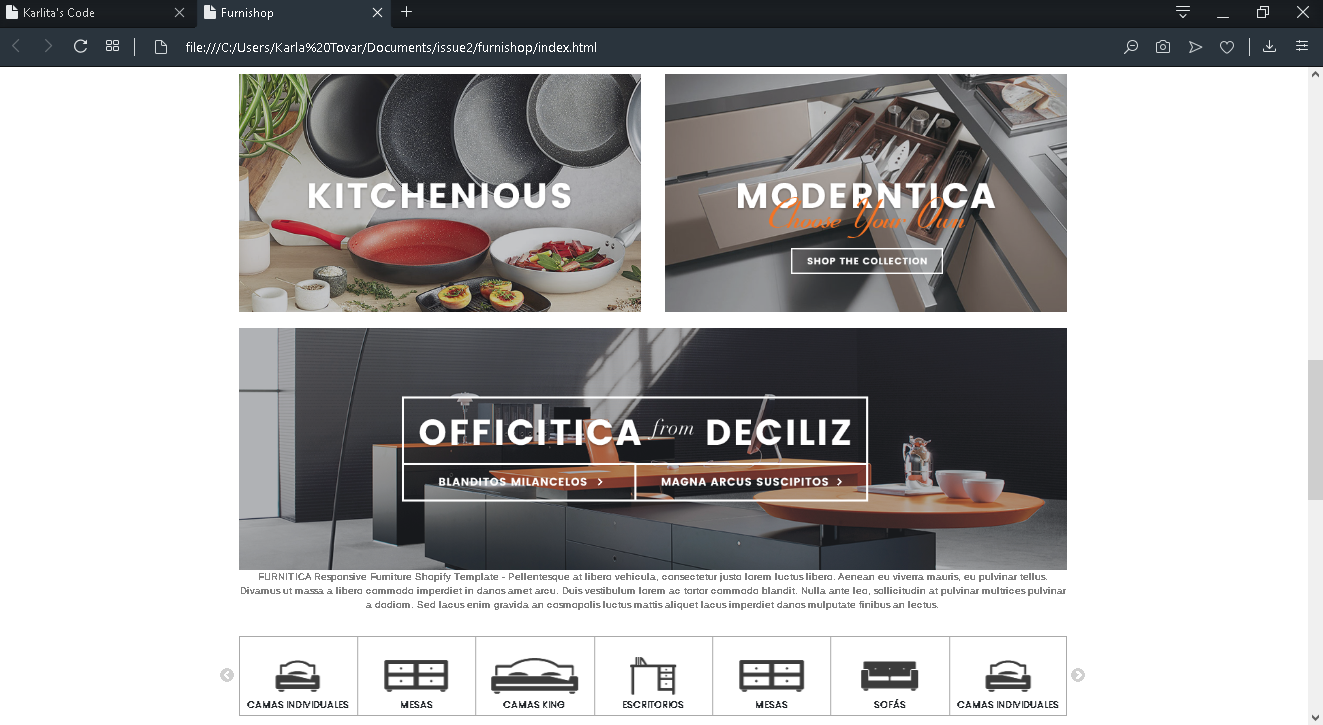 Karlita's Code
Furnishop
file:///C:/Users/Karla%20Tovar/Documents/issue2/furnishop/index.html
KITCHENIOUS
MODERNTICA
Choose Your Own
SHOP THE COLLECTION
OFFICITICA from DECILIZ
BLANDITOS MILANCELOS
MAGNA ARCUS SUSCIPITOS
FURNITICA Responsive Furniture Shopify Template - Pellentesque at libero vehicula, consectetur justo lorem luctus libero. Aenean eu viverra mauris, eu pulvinar tellus.
Divamus ut massa a libero commodo imperdiet in danos amet arcu. Duis vestibulum lorem ac tortor commodo blandit. Nulla ante leo, sollicitudin at pulvinar multrices pulvinar
a dodiom. Sed lacus enim gravida an cosmopolis luctus mattis aliquet lacus imperdiet danos mulputate finibus an lectus.
CAMAS INDIVIDUALES
MESAS
CAMAS KING
ESCRITORIOS
MESAS
SOFÁS
CAMAS INDIVIDUALES